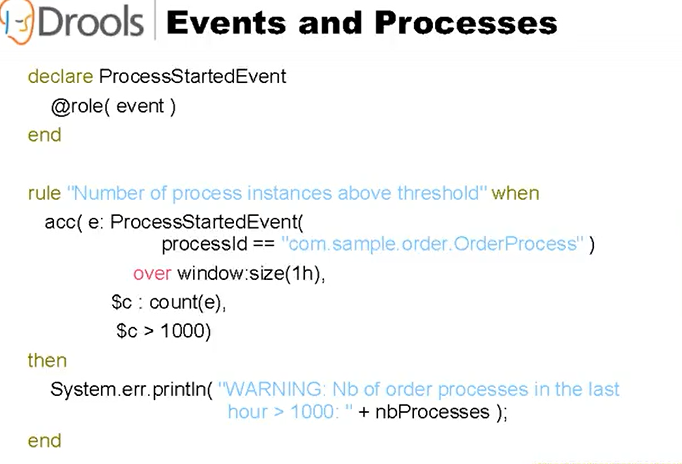 Drools Events and Processes
declare ProcessStartedEvent
@role( event )
end
rule "Number of process instances above threshold" when
acc( e: ProcessStartedEvent(
processId == "com.sample.order.OrderProcess" )
over window:size(1h),
$c : count(e),
$c > 1000)
then
System.err.println( "WARNING: Nb of order processes in the last
hour > 1000: " + nbProcesses );
end